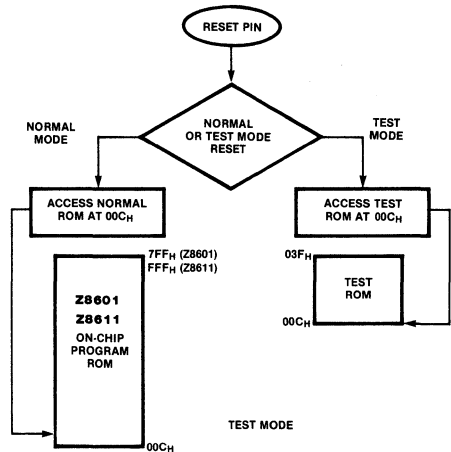 RESET PIN
NORMAL
OR TEST MODE
RESET
NORMAL
MODE
TEST
MODE
ACCESS NORMAL
ROM AT 00CH
ACCESS TEST
ROM AT 00CH
7FFH (Z8601)
FFFH (Z8611)
Z8601
Z8611
ON-CHIP
PROGRAM
ROM
00CH
03FH
TEST
ROM
00CH
TEST MODE